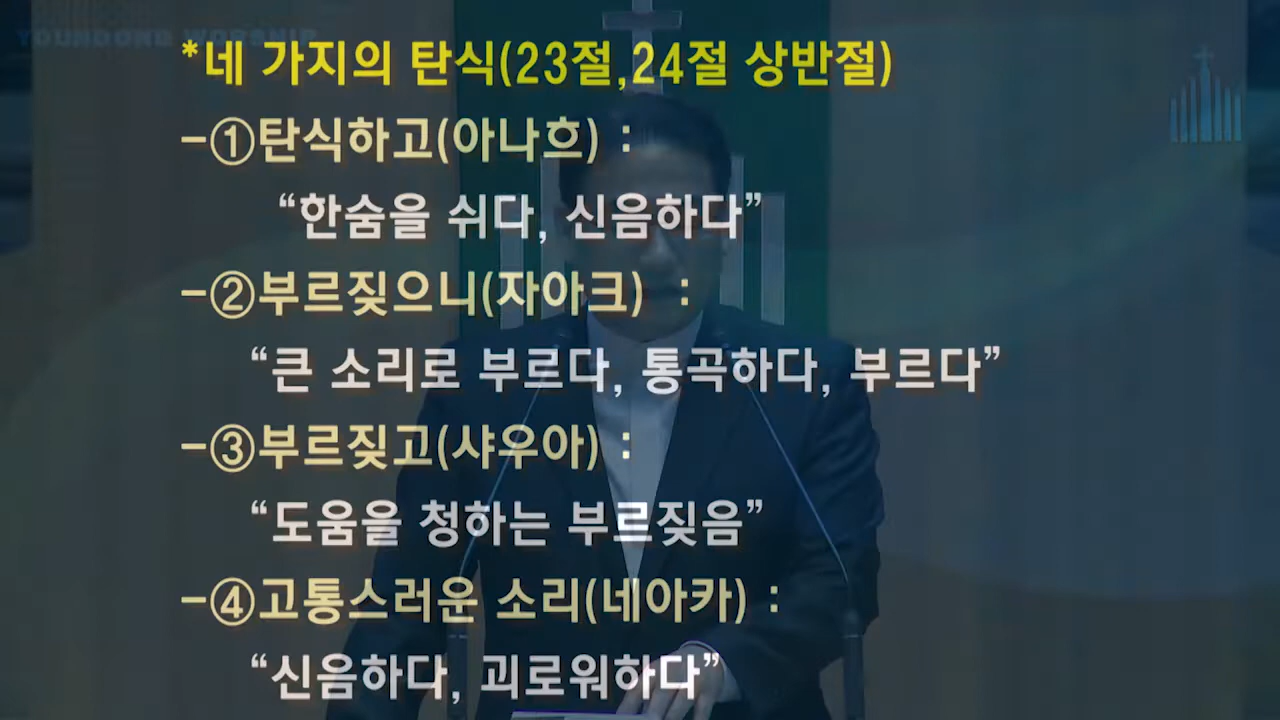 YOUNDONG WORSHIP
*네 가지의 탄식(23절,24절 상반절)
-①탄식하고(아나흐) :
“한숨을 쉬다, 신음하다”
-②부르짖으니(자아크) :
“큰 소리로 부르다, 통곡하다, 부르다”
-③부르짖고(샤우아) :
“도움을 청하는 부르짖음”
-④고통스러운 소리(네아카) :
“신음하다, 괴로워하다”